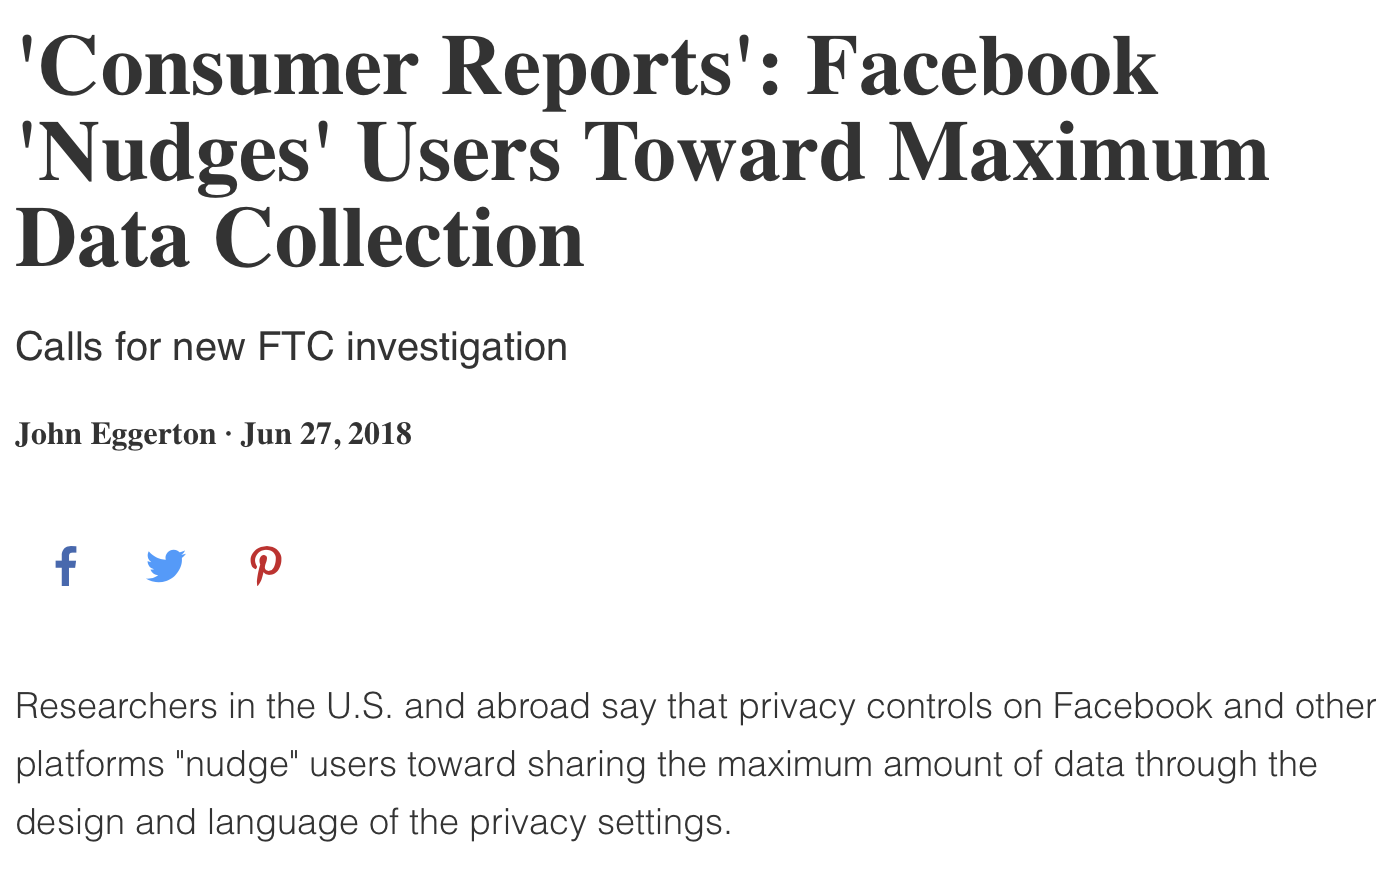 'Consumer Reports': Facebook
'Nudges' Users Toward Maximum
Data Collection
Calls for new FTC investigation
John Eggerton · Jun 27, 2018
Researchers in the U.S. and abroad say that privacy controls on Facebook and other
platforms "nudge" users toward sharing the maximum amount of data through the
design and language of the privacy settings.